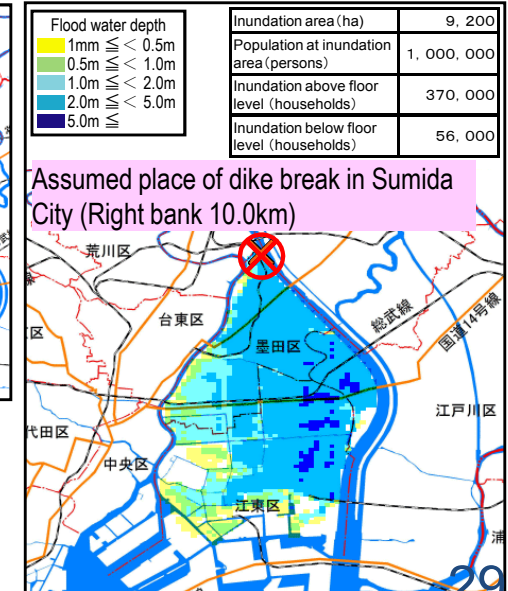 Flood water depth
1mm ≦ < 0.5m
0.5m ≦ < 1.0m
1.0m ≦ < 2.0m
2.0m ≦ < 5.0m
5.0m ≦
Inundation area(ha) 9, 200
Population at inundation
area(persons) 1, 000, 000
Inundation above floor
level (households) 370, 000
Inundation below floor
level (households) 56, 000
Assumed place of dike break in Sumida
City (Right bank 10.0km)
荒川区
台東区
総武線
国道14号線
墨田区
区
江戸川区
代田区
中央区
江東区
浦
29